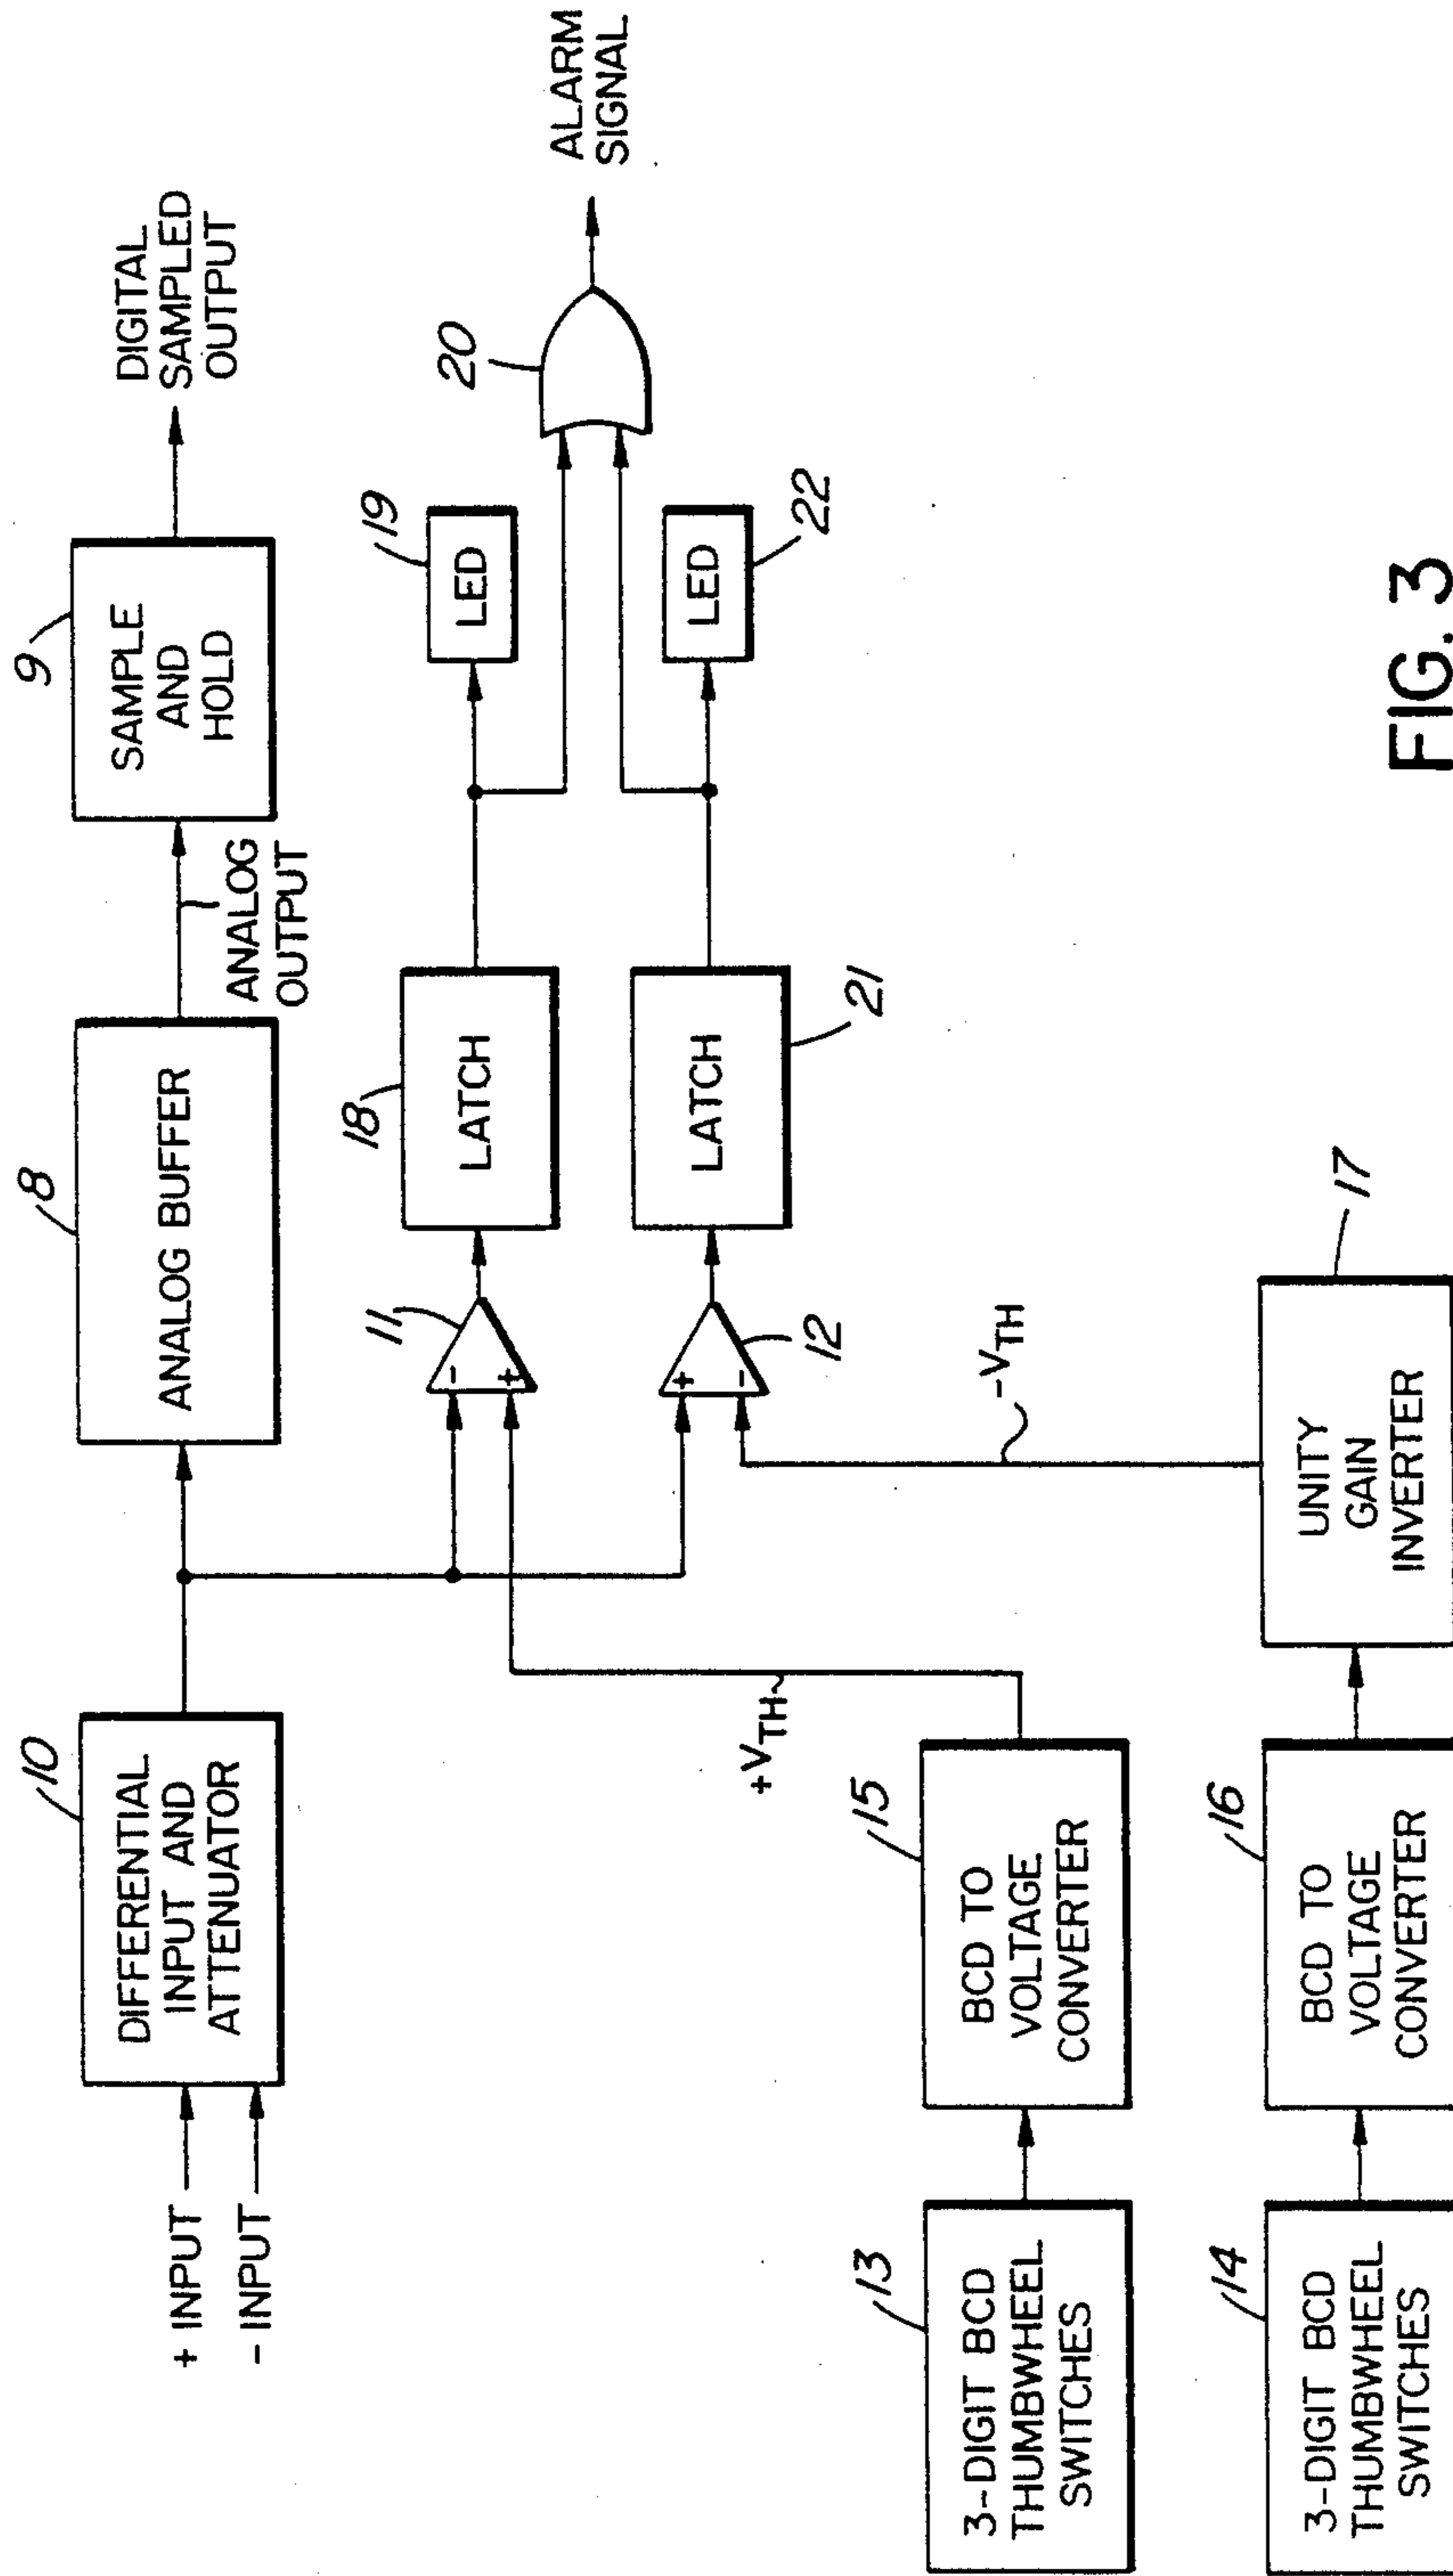 10
DIFFERENTIAL
INPUT AND
ATTENUATOR
+ INPUT
- INPUT
8
ANALOG BUFFER
ANALOG
OUTPUT
9
SAMPLE
AND
HOLD
DIGITAL
SAMPLED
OUTPUT
11
-
+
18
LATCH
19
LED
20
ALARM
SIGNAL
12
+
-
LATCH
21
LED
22
+VTH
-VTH
13
3-DIGIT BCD
THUMBWHEEL
SWITCHES
15
BCD TO
VOLTAGE
CONVERTER
14
3-DIGIT BCD
THUMBWHEEL
SWITCHES
16
BCD TO
VOLTAGE
CONVERTER
17
UNITY
GAIN
INVERTER
FIG. 3